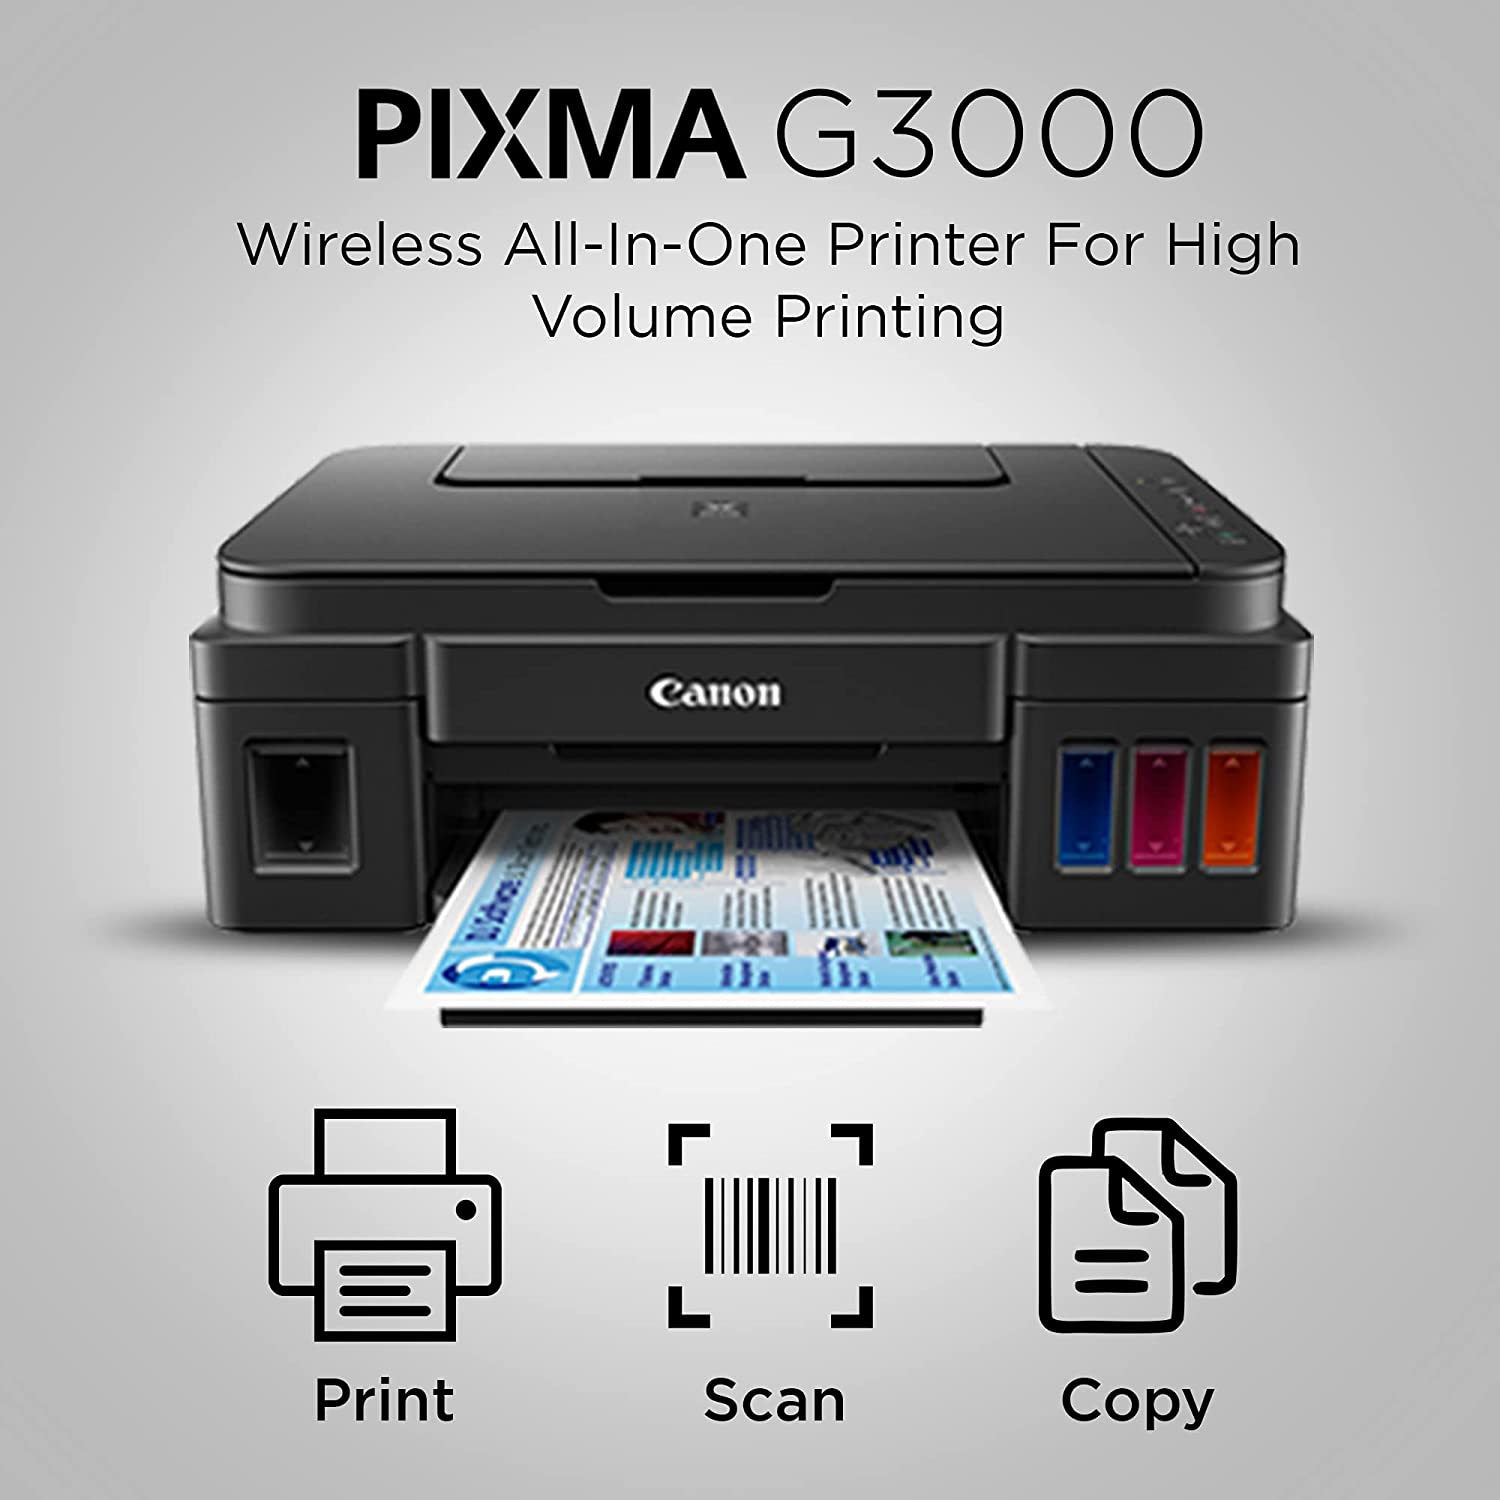 PIXMA G3000
Wireless All-In-One Printer For High
Volume Printing
Canon
Print
Scan
Copy